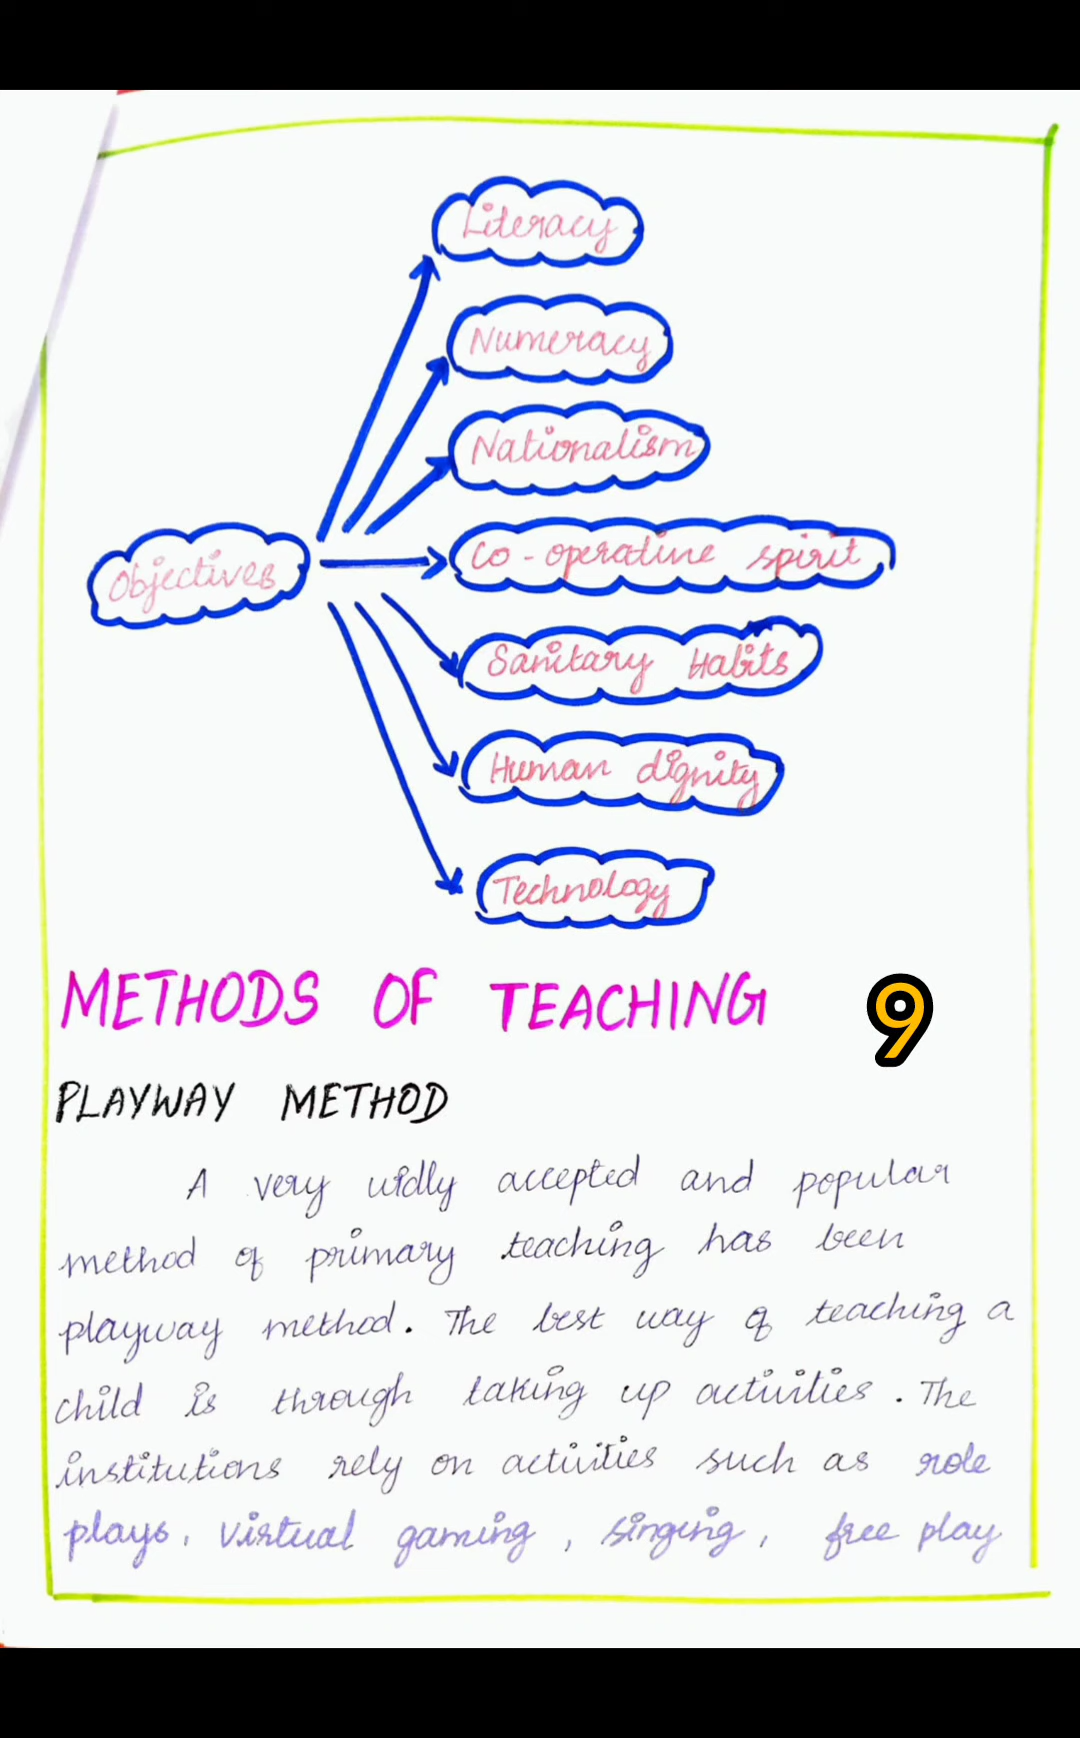 Literacy
Numeracy
Nationalism
Objectives
Co-operative spirit
Sanitary Habits
Human dignity
Technology
METHODS OF TEACHING 9
PLAYWAY METHOD
A very widly accepted and popular
method of primary teaching has been
playway method. The best way of teaching a
child is through taking up activities. The
institutions rely on activities such as role
plays, virtual gaming, singing, free play